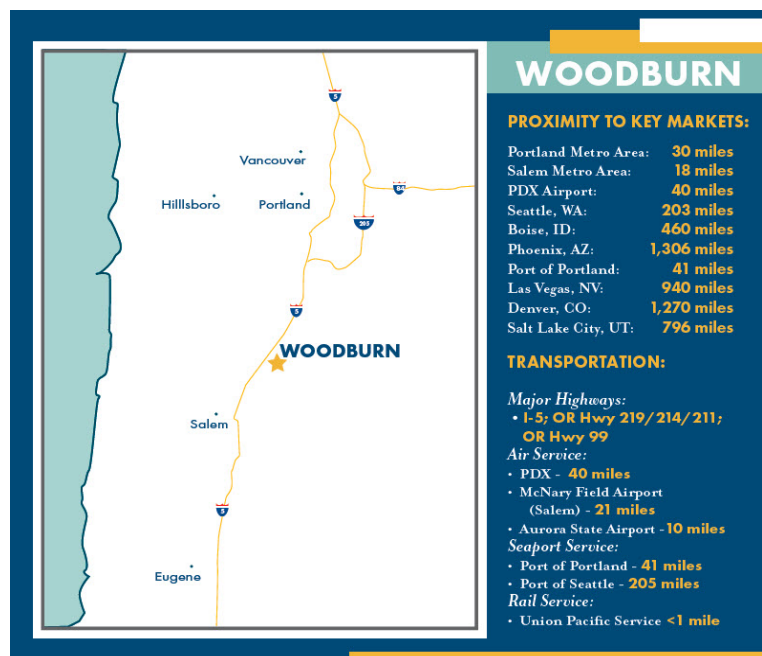 WOODBURN
PROXIMITY TO KEY MARKETS:
Portland Metro Area: 30 miles
Salem Metro Area: 18 miles
PDX Airport: 40 miles
Seattle, WA: 203 miles
Boise, ID: 460 miles
Phoenix, AZ: 1,306 miles
Port of Portland: 41 miles
Las Vegas, NV: 940 miles
Denver, CO: 1,270 miles
Salt Lake City, UT: 796 miles
TRANSPORTATION:
Major Highways:
• I-5; OR Hwy 219/214/211;
OR Hwy 99
Air Service:
• PDX - 40 miles
• McNary Field Airport
(Salem) - 21 miles
• Aurora State Airport - 10 miles
Seaport Service:
• Port of Portland - 41 miles
• Port of Seattle - 205 miles
Rail Service:
• Union Pacific Service <1 mile
5
Vancouver
84
Hilllsboro
Portland
205
5
WOODBURN
Salem
5
Eugene